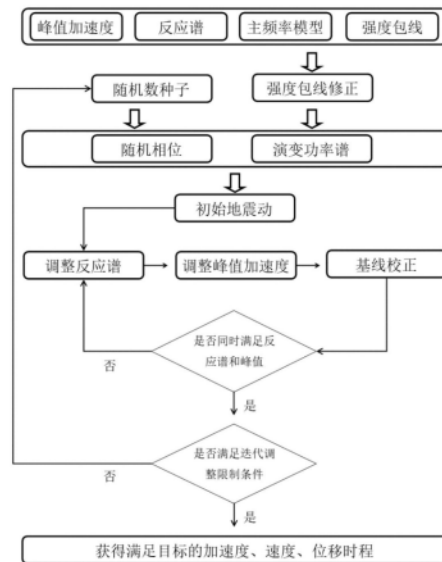 峰值加速度 反应谱 主频率模型 强度包线
随机数种子 强度包线修正
随机相位 演变功率谱
初始地震动
调整反应谱 调整峰值加速度 基线校正
是否同时满足反
应谱和峰值
否
是
是否满足迭代调
整限制条件
否
是
获得满足目标的加速度、速度、位移时程